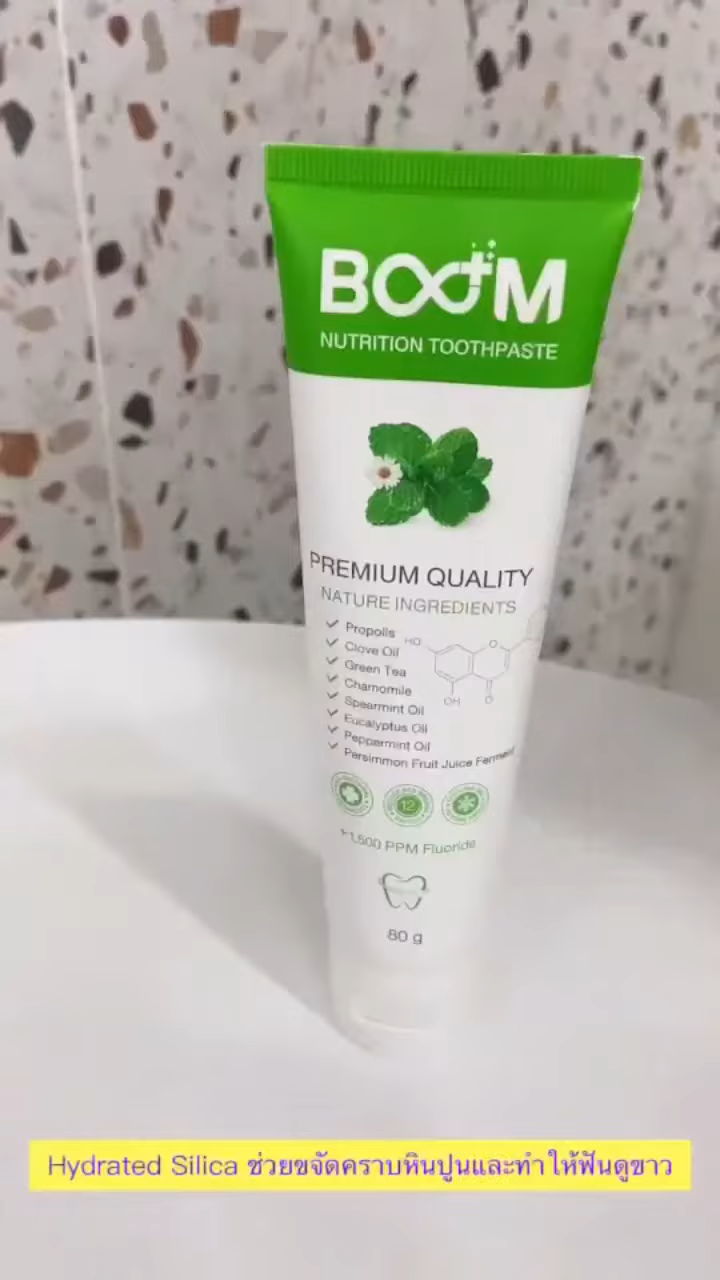 BOOM
NUTRITION TOOTHPASTE
PREMIUM QUALITY
NATURE INGREDIENTS
Propolis
Clove Oil
Green Tea
Chamomile
Spearmint Oil
Eucalyptus Oil
Peppermint Oil
Persimmon Fruit Juice Ferment
HO
O
OH
O
12
1,500 PPM Fluoride
80 g
Hydrated Silica ช่วยขจัดคราบหินปูนและทำให้ฟันดูขาว